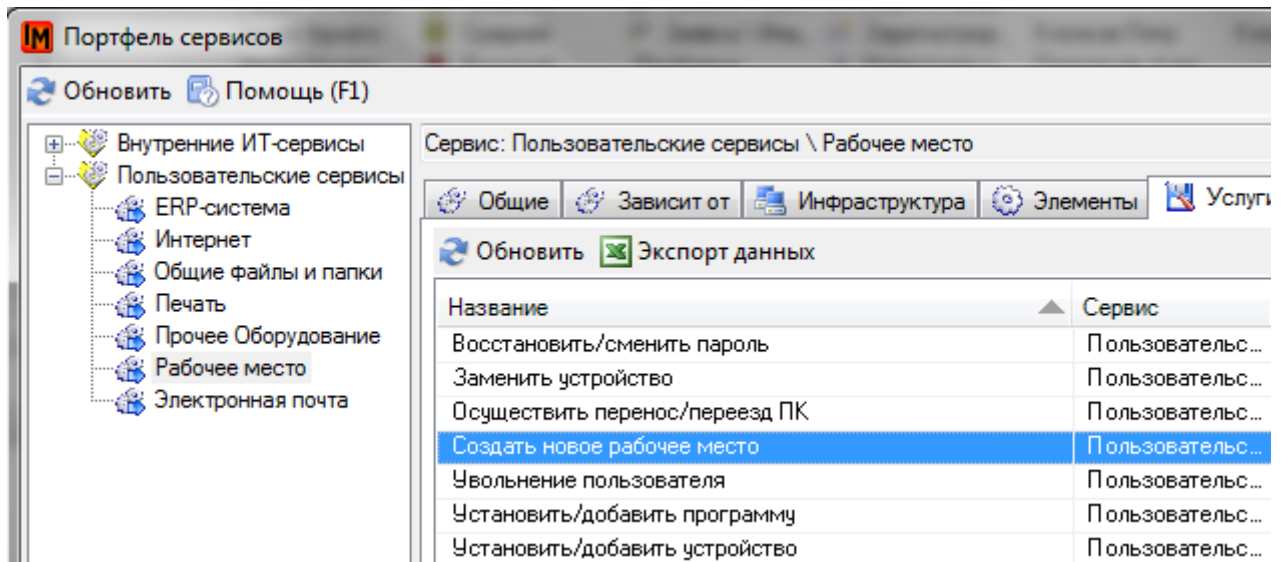 IM Портфель сервисов
Обновить Помощь (F1)
Внутренние ИТ-сервисы
Пользовательские сервисы
ERP-система
Интернет
Общие файлы и папки
Печать
Прочее Оборудование
Рабочее место
Электронная почта
Сервис: Пользовательские сервисы \ Рабочее место
Общие Зависит от Инфраструктура Элементы Услуги
Обновить Экспорт данных
Название Сервис
Восстановить/сменить пароль Пользовательс...
Заменить устройство Пользовательс...
Осуществить перенос/переезд ПК Пользовательс...
Создать новое рабочее место Пользовательс...
Увольнение пользователя Пользовательс...
Установить/добавить программу Пользовательс...
Установить/добавить устройство Пользовательс...